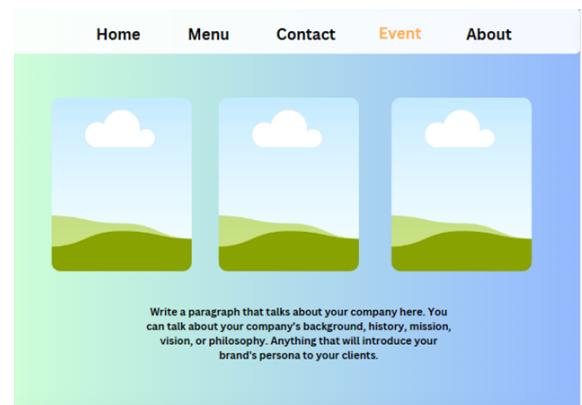 Home Menu Contact Event About
Write a paragraph that talks about your company here. You
can talk about your company's background, history, mission,
vision, or philosophy. Anything that will introduce your
brand's persona to your clients.